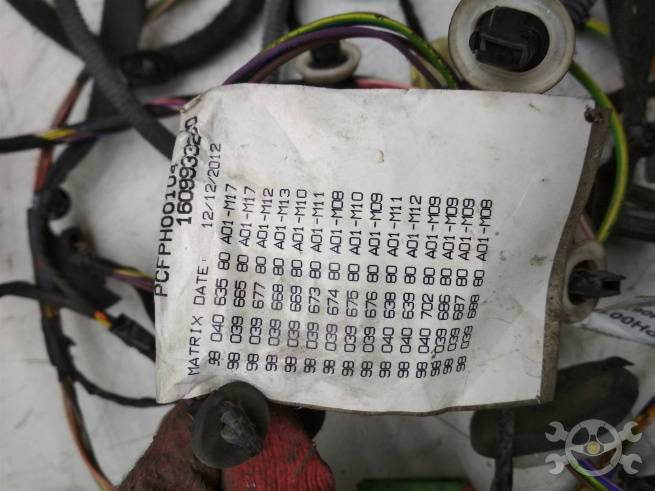 PCFPH00104
1609933280
MATRIX DATE: 12/12/2012
98 040 635 80 A01-M17
98 039 665 80 A01-M17
98 039 677 80 A01-M12
98 039 668 80 A01-M13
98 039 669 80 A01-M10
98 039 673 80 A01-M11
98 039 674 80 A01-M08
98 039 675 80 A01-M10
98 039 676 80 A01-M09
98 040 638 80 A01-M11
98 040 639 80 A01-M12
98 040 702 80 A01-M09
98 039 686 80 A01-M09
98 039 687 80 A01-M09
98 039 688 80 A01-M08